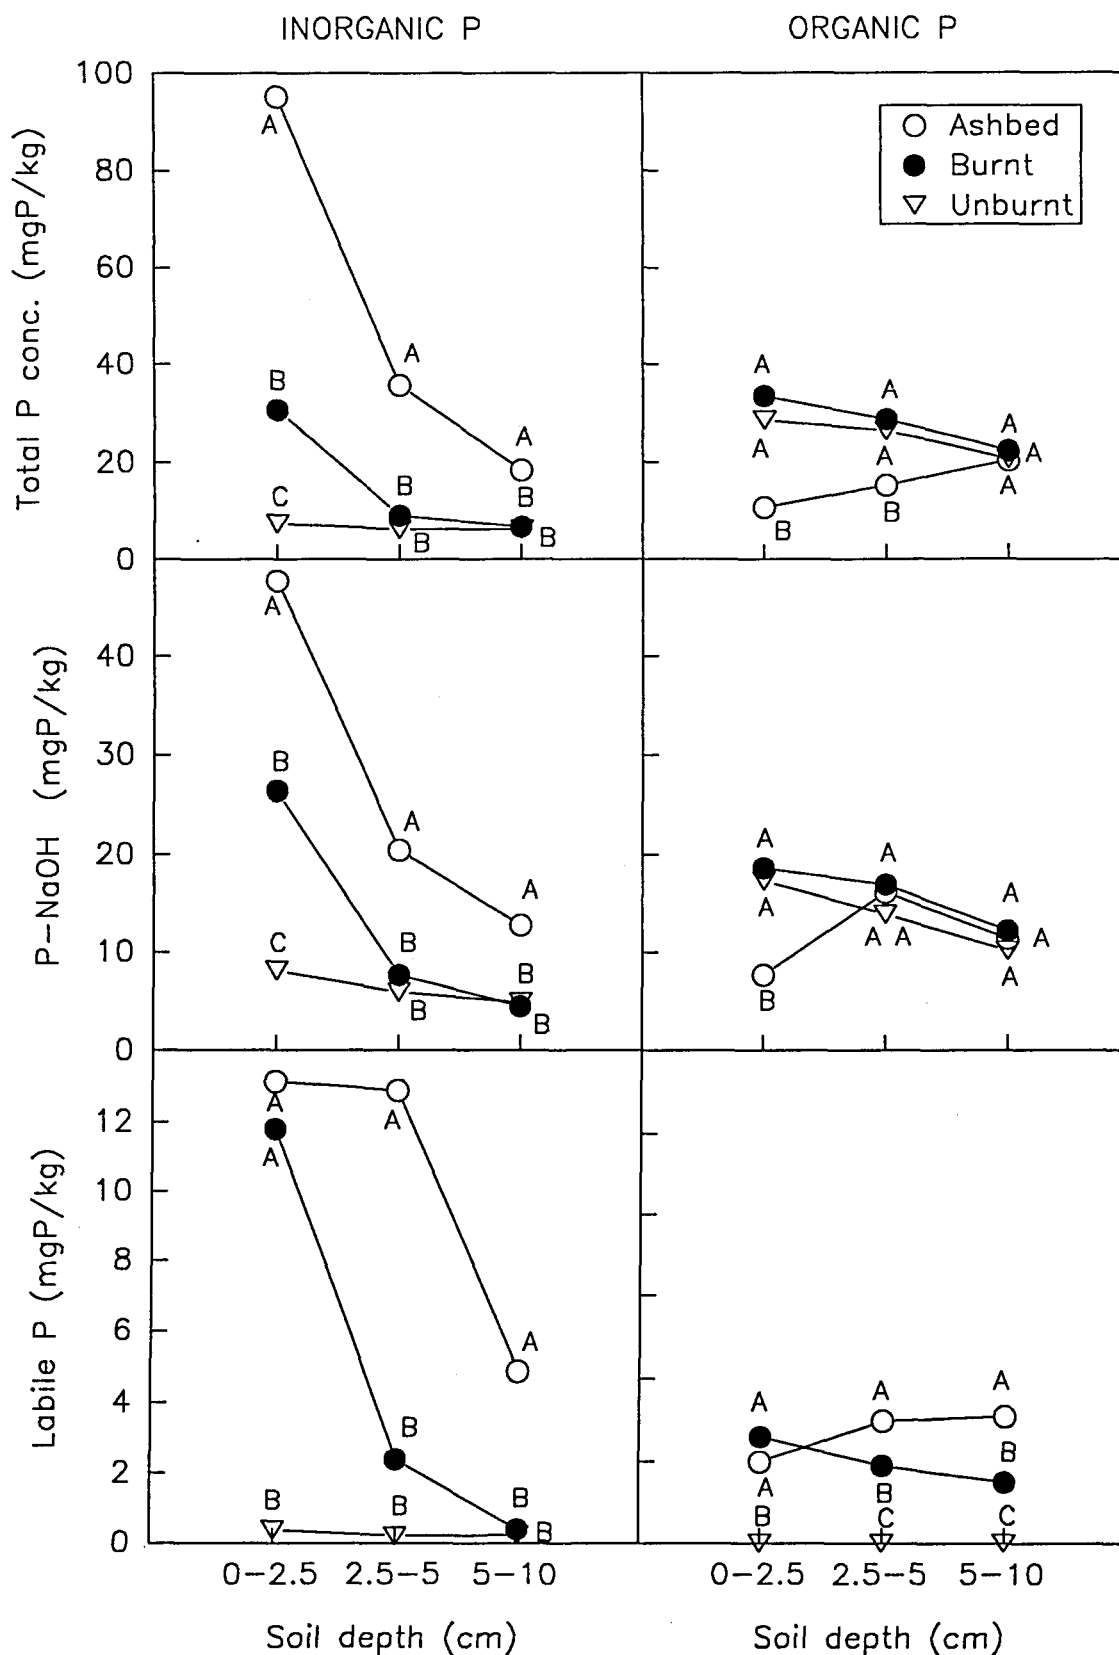 INORGANIC P
ORGANIC P
Total P conc. (mgP/kg)
100
80
60
40
20
0
A
A
A
B
B
B
C
B
B
Ashbed
Burnt
Unburnt
A
A
A
A
A
A
B
B
A
P-NaOH (mgP/kg)
40
30
20
10
0
A
A
A
B
B
B
C
B
B
A
A
A
A
A A
A
B
A
Labile P (mgP/kg)
12
10
8
6
4
2
0
A
A
A
A
B
B
B
B
B
A
A
A
A
B
B
B
C
C
0-2.5 2.5-5 5-10
0-2.5 2.5-5 5-10
Soil depth (cm)
Soil depth (cm)